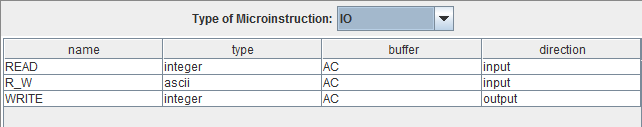 Type of Microinstruction: IO
name type buffer direction
READ integer AC input
R_W ascii AC input
WRITE integer AC output